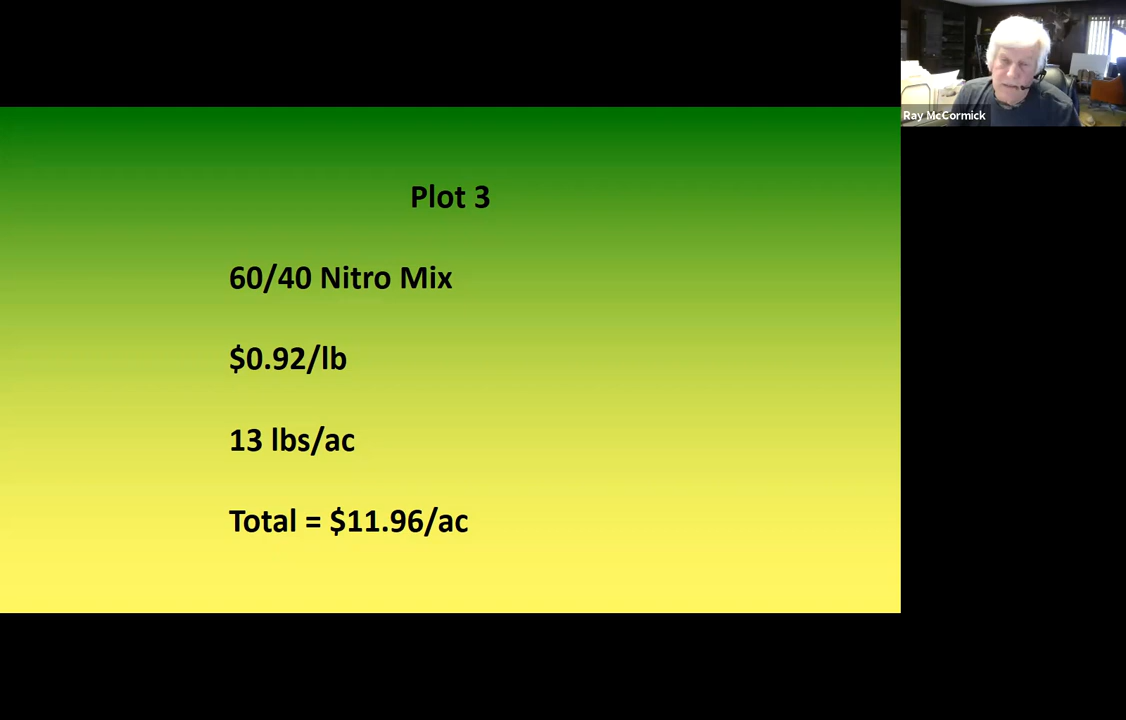 Plot 3
60/40 Nitro Mix
$0.92/lb
13 lbs/ac
Total = $11.96/ac
Ray McCormick